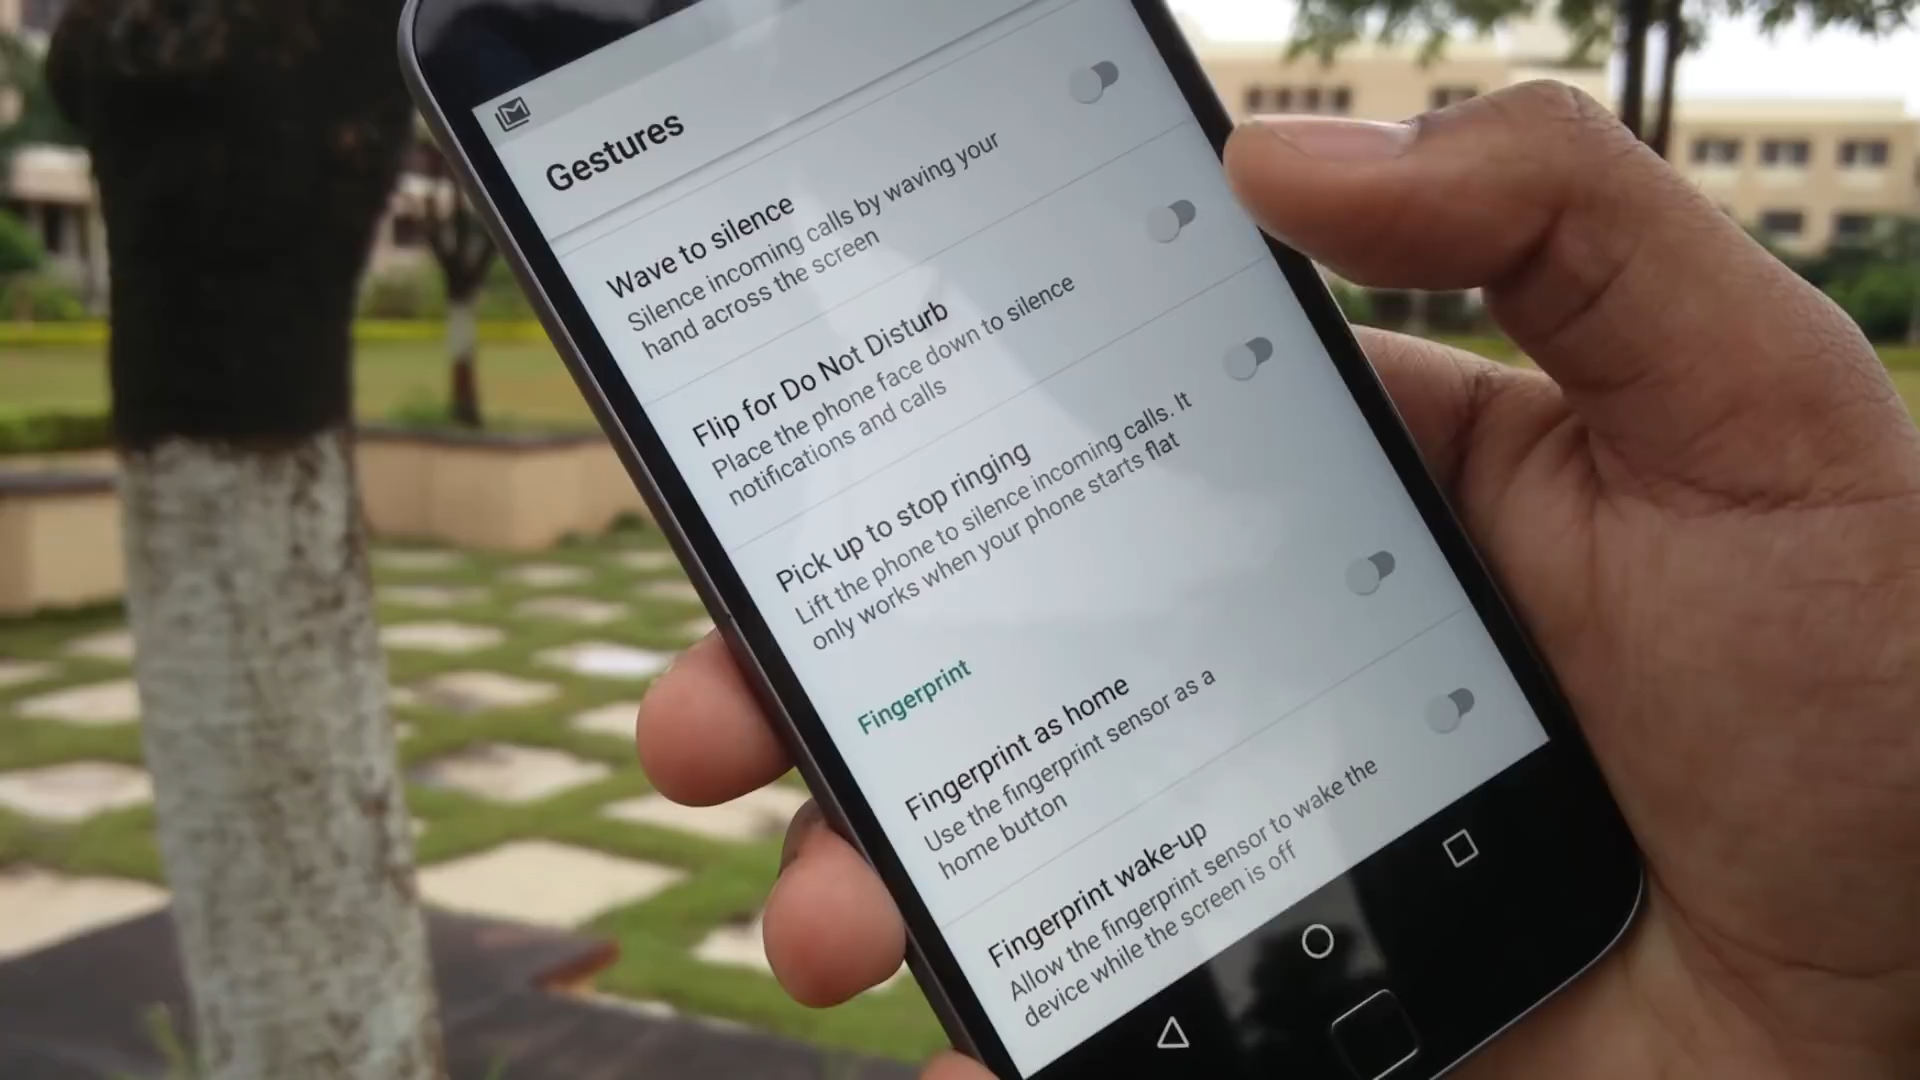 Gestures
Wave to silence
Silence incoming calls by waving your
hand across the screen
Flip for Do Not Disturb
Place the phone face down to silence
notifications and calls
Pick up to stop ringing
Lift the phone to silence incoming calls. It
only works when your phone starts flat
Fingerprint
Fingerprint as home
Use the fingerprint sensor as a
home button
Fingerprint wake-up
Allow the fingerprint sensor to wake the
device while the screen is off